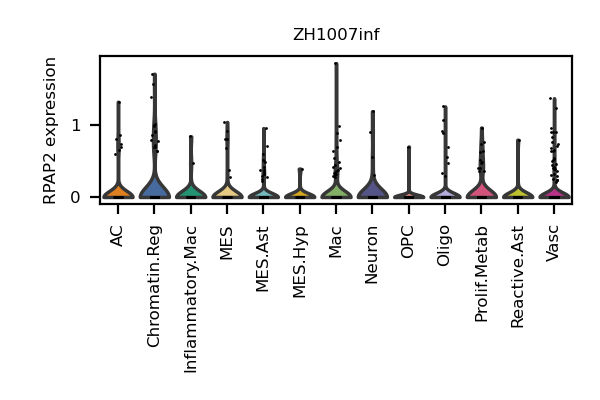 ZH1007inf
RPAP2 expression
1
0
AC
Chromatin.Reg
Inflammatory.Mac
MES
MES.Ast
MES.Hyp
Mac
Neuron
OPC
Oligo
Prolif.Metab
Reactive.Ast
Vasc